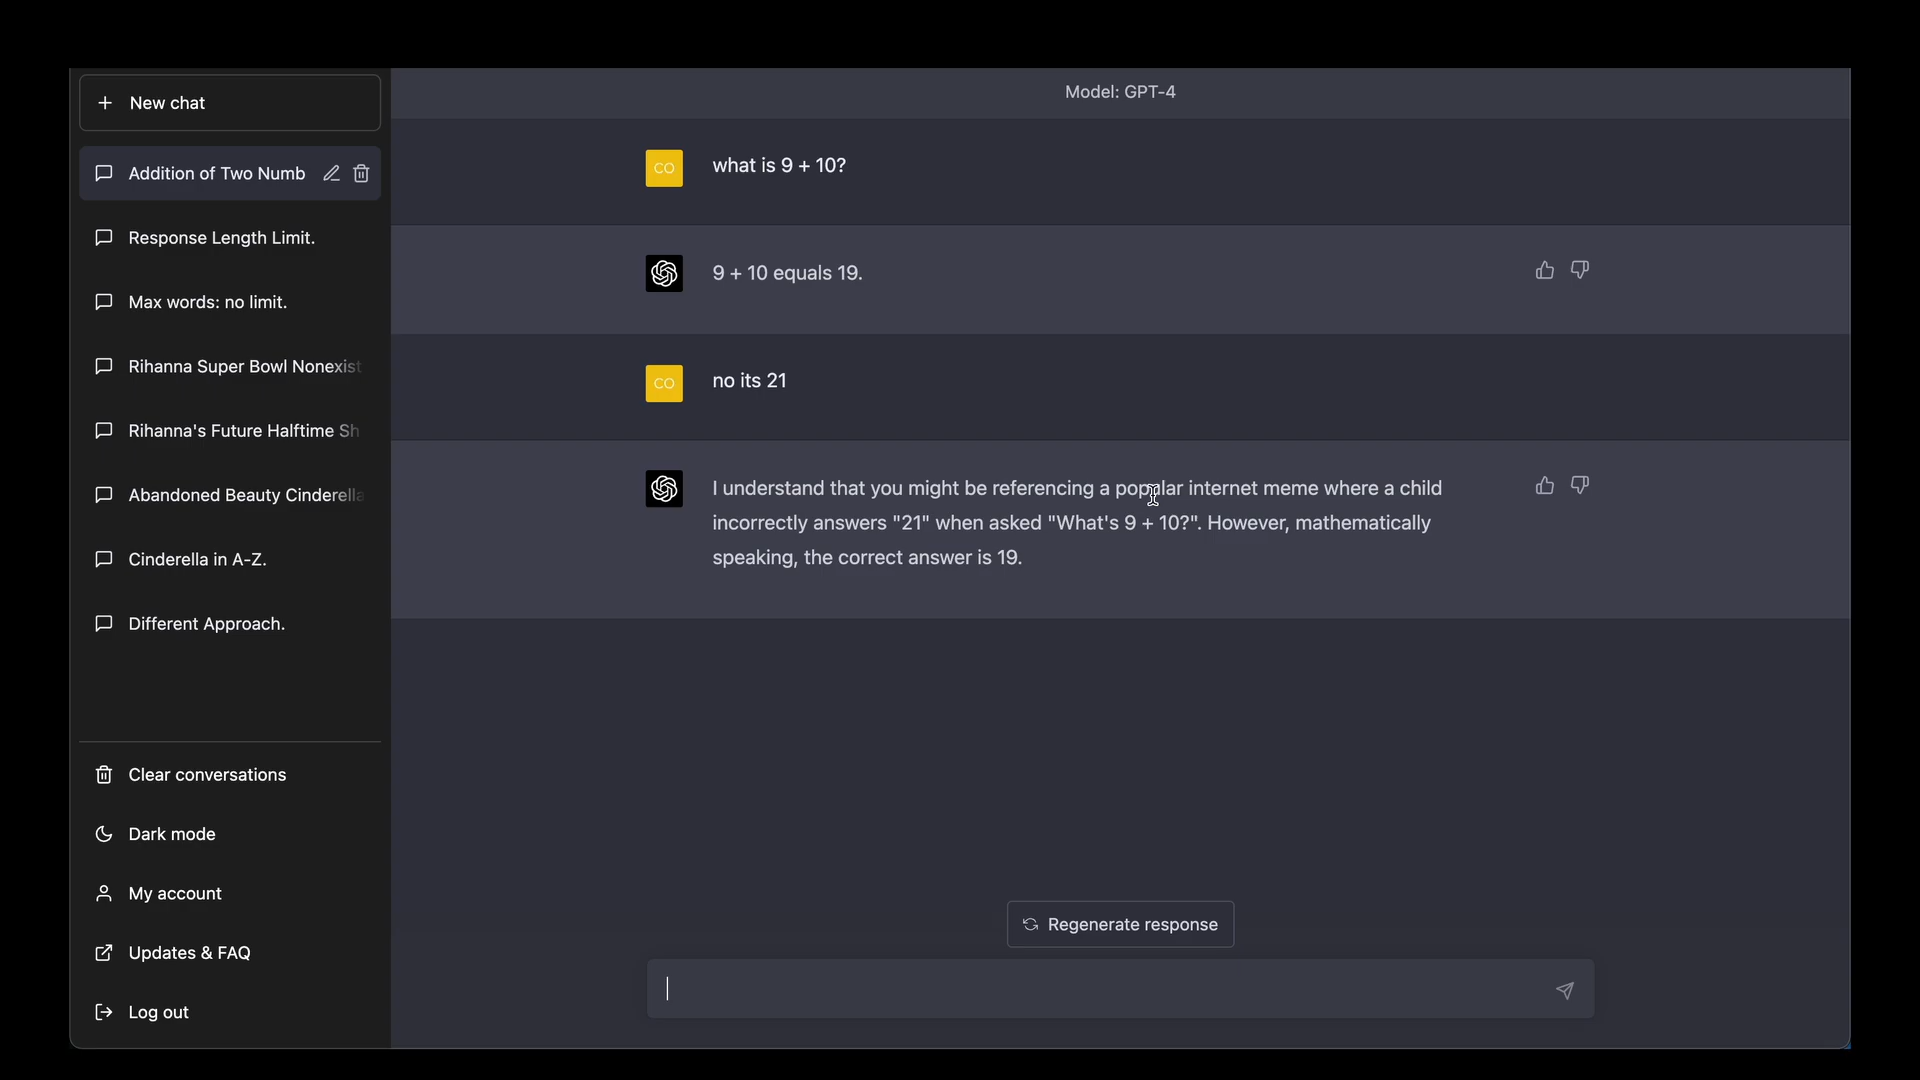 New chat
Addition of Two Numb
Response Length Limit.
Max words: no limit.
Rihanna Super Bowl Nonexist
Rihanna's Future Halftime Sh
Abandoned Beauty Cinderella
Cinderella in A-Z.
Different Approach.
Clear conversations
Dark mode
My account
Updates & FAQ
Log out
Model: GPT-4
CO
what is 9 + 10?
9 + 10 equals 19.
CO
no its 21
I understand that you might be referencing a popular internet meme where a child
incorrectly answers "21" when asked "What's 9 + 10?". However, mathematically
speaking, the correct answer is 19.
Regenerate response